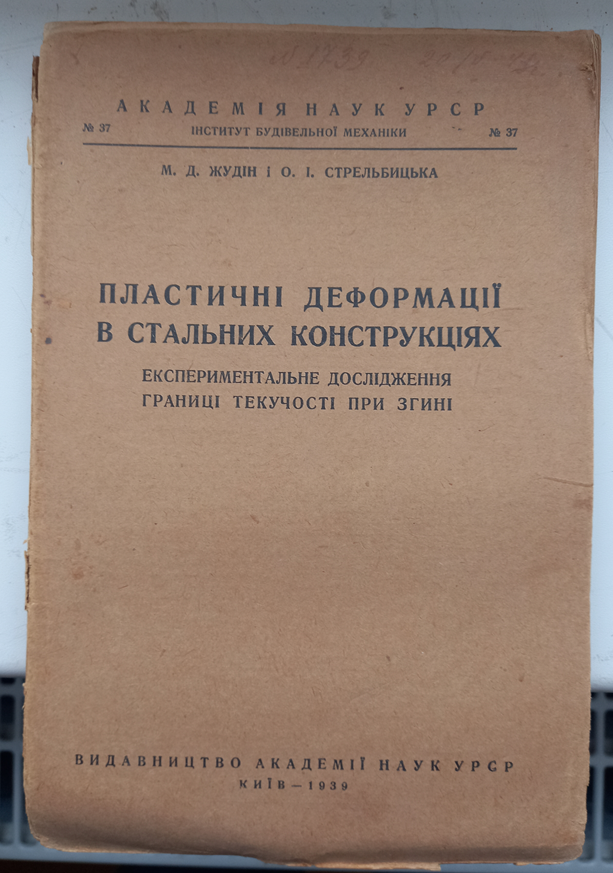 АКАДЕМІЯ НАУК УРСР
№ 37 ІНСТИТУТ БУДІВЕЛЬНОЇ МЕХАНІКИ № 37
М. Д. ЖУДІН І О. І. СТРЕЛЬБИЦЬКА
ПЛАСТИЧНІ ДЕФОРМАЦІЇ
В СТАЛЬНИХ КОНСТРУКЦІЯХ
ЕКСПЕРИМЕНТАЛЬНЕ ДОСЛІДЖЕННЯ
ГРАНИЦІ ТЕКУЧОСТІ ПРИ ЗГИНІ
ВИДАВНИЦТВО АКАДЕМІЇ НАУК УРСР
КИЇВ — 1939